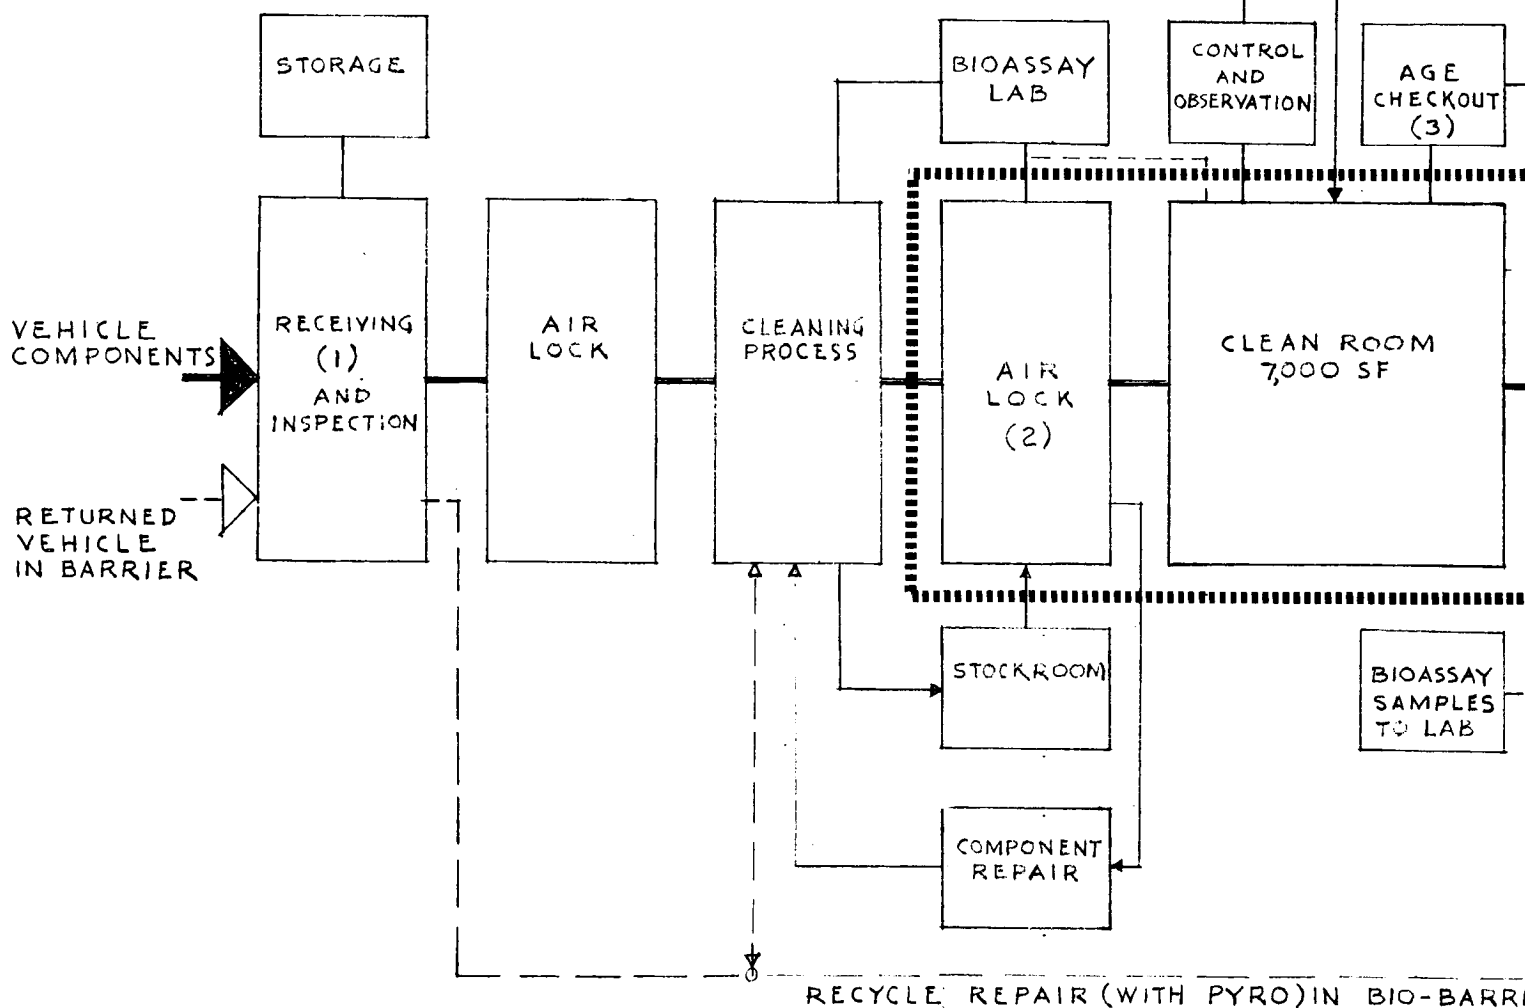 STORAGE
BIOASSAY
LAB
CONTROL
AND
OBSERVATION
AGE
CHECKOUT
(3)
VEHICLE
COMPONENTS
RECEIVING
(1)
AND
INSPECTION
AIR
LOCK
CLEANING
PROCESS
AIR
LOCK
(2)
CLEAN ROOM
7,000 SF
RETURNED
VEHICLE
IN BARRIER
STOCKROOM
BIOASSAY
SAMPLES
TO LAB
COMPONENT
REPAIR
RECYCLE REPAIR (WITH PYRO) IN BIO-BARR